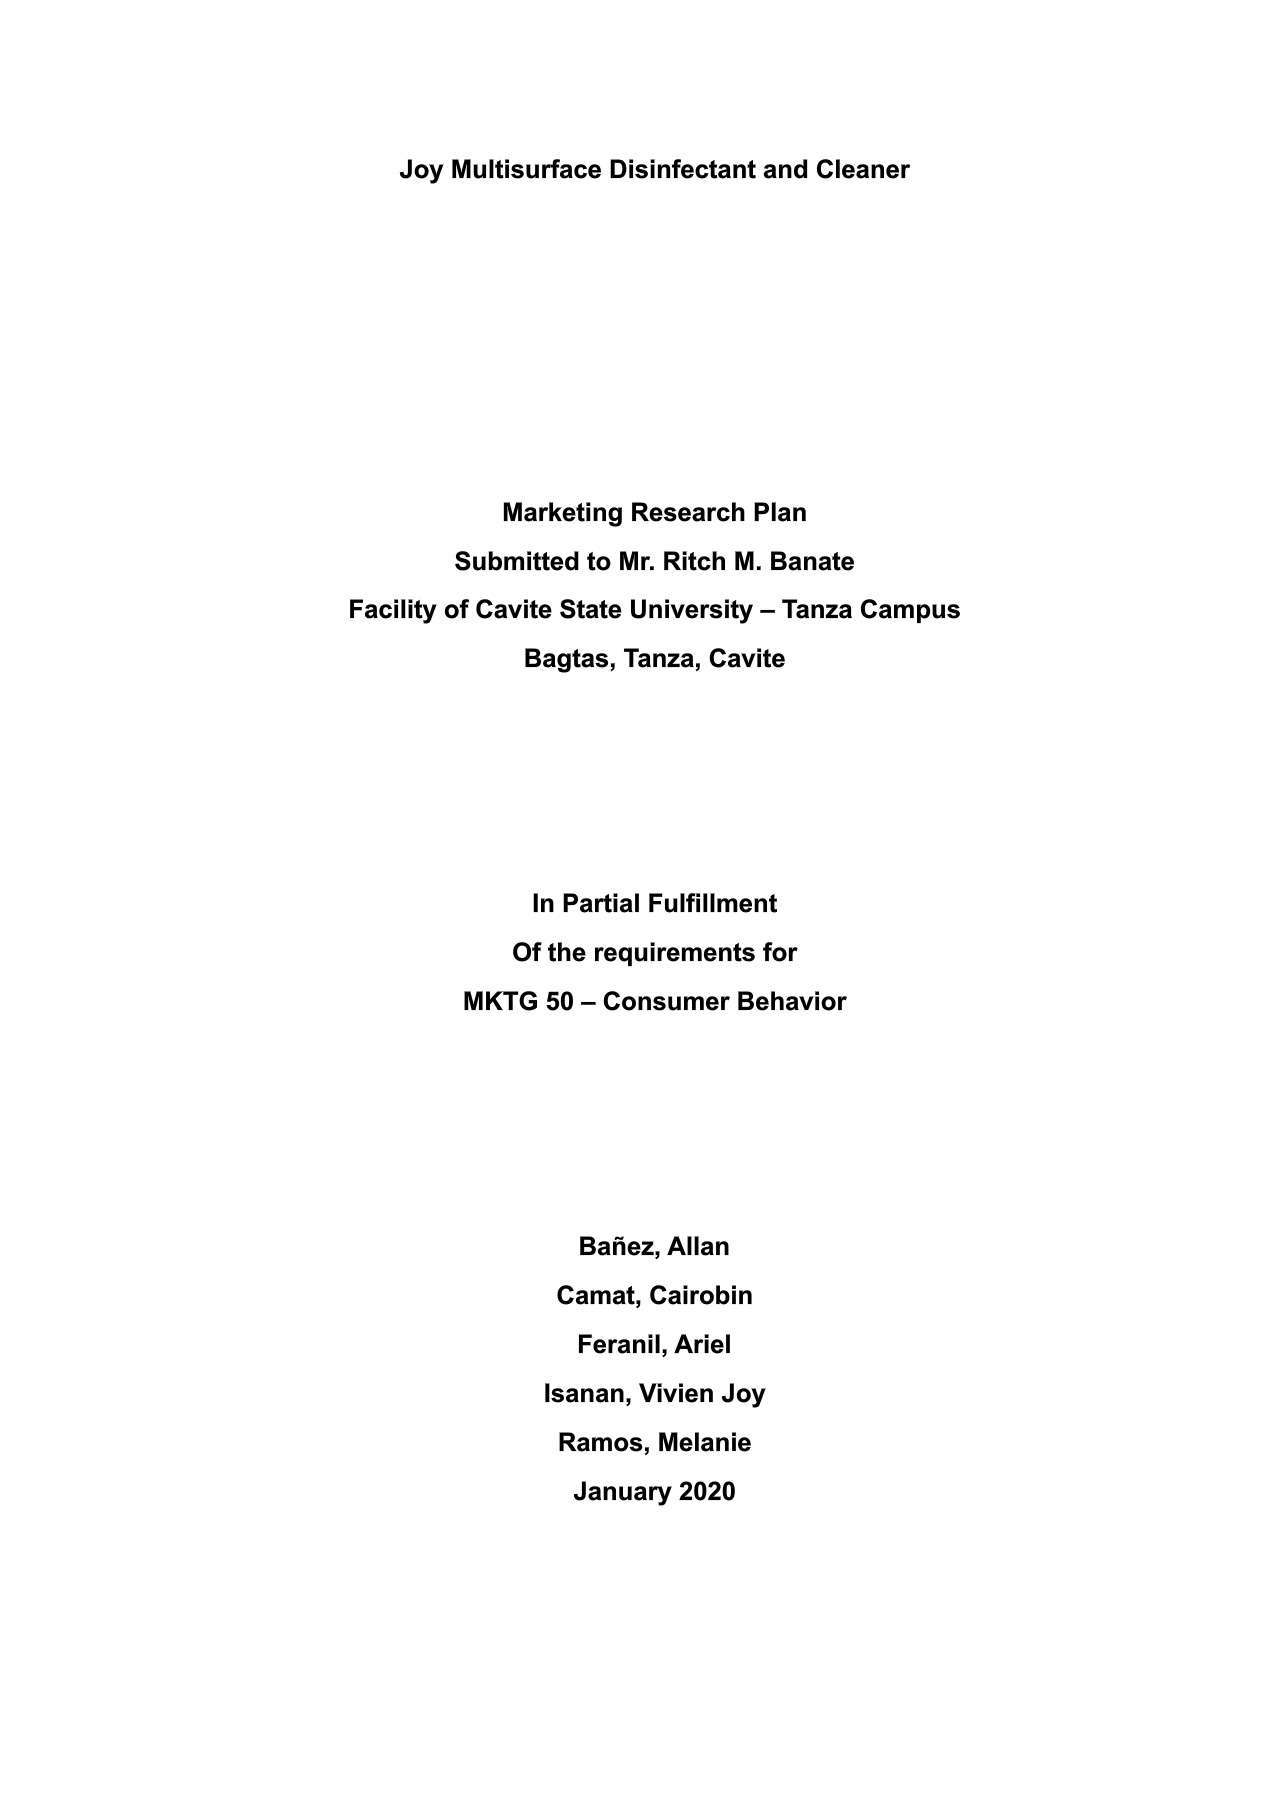 Joy Multisurface Disinfectant and Cleaner
Marketing Research Plan
Submitted to Mr. Ritch M. Banate
Facility of Cavite State University – Tanza Campus
Bagtas, Tanza, Cavite
In Partial Fulfillment
Of the requirements for
MKTG 50 – Consumer Behavior
Bañez, Allan
Camat, Cairobin
Feranil, Ariel
Isanan, Vivien Joy
Ramos, Melanie
January 2020